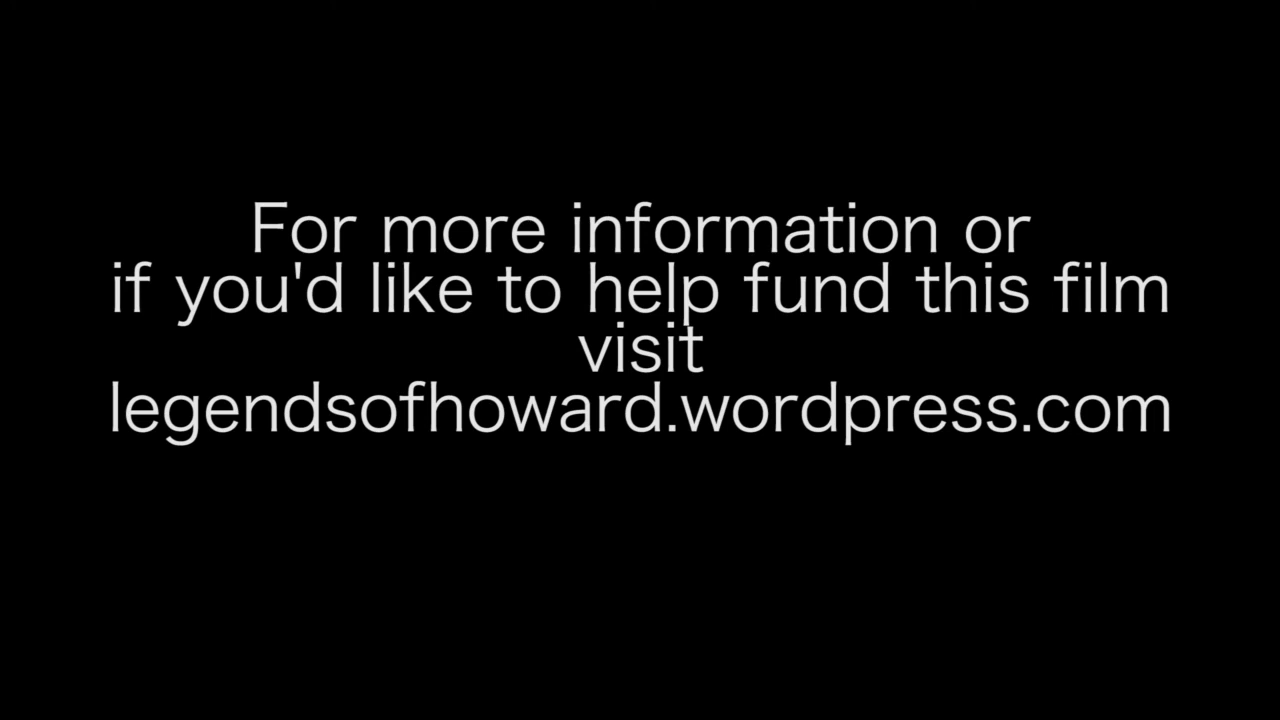 For more information or
if you'd like to help fund this film
visit
legendsofhoward.wordpress.com